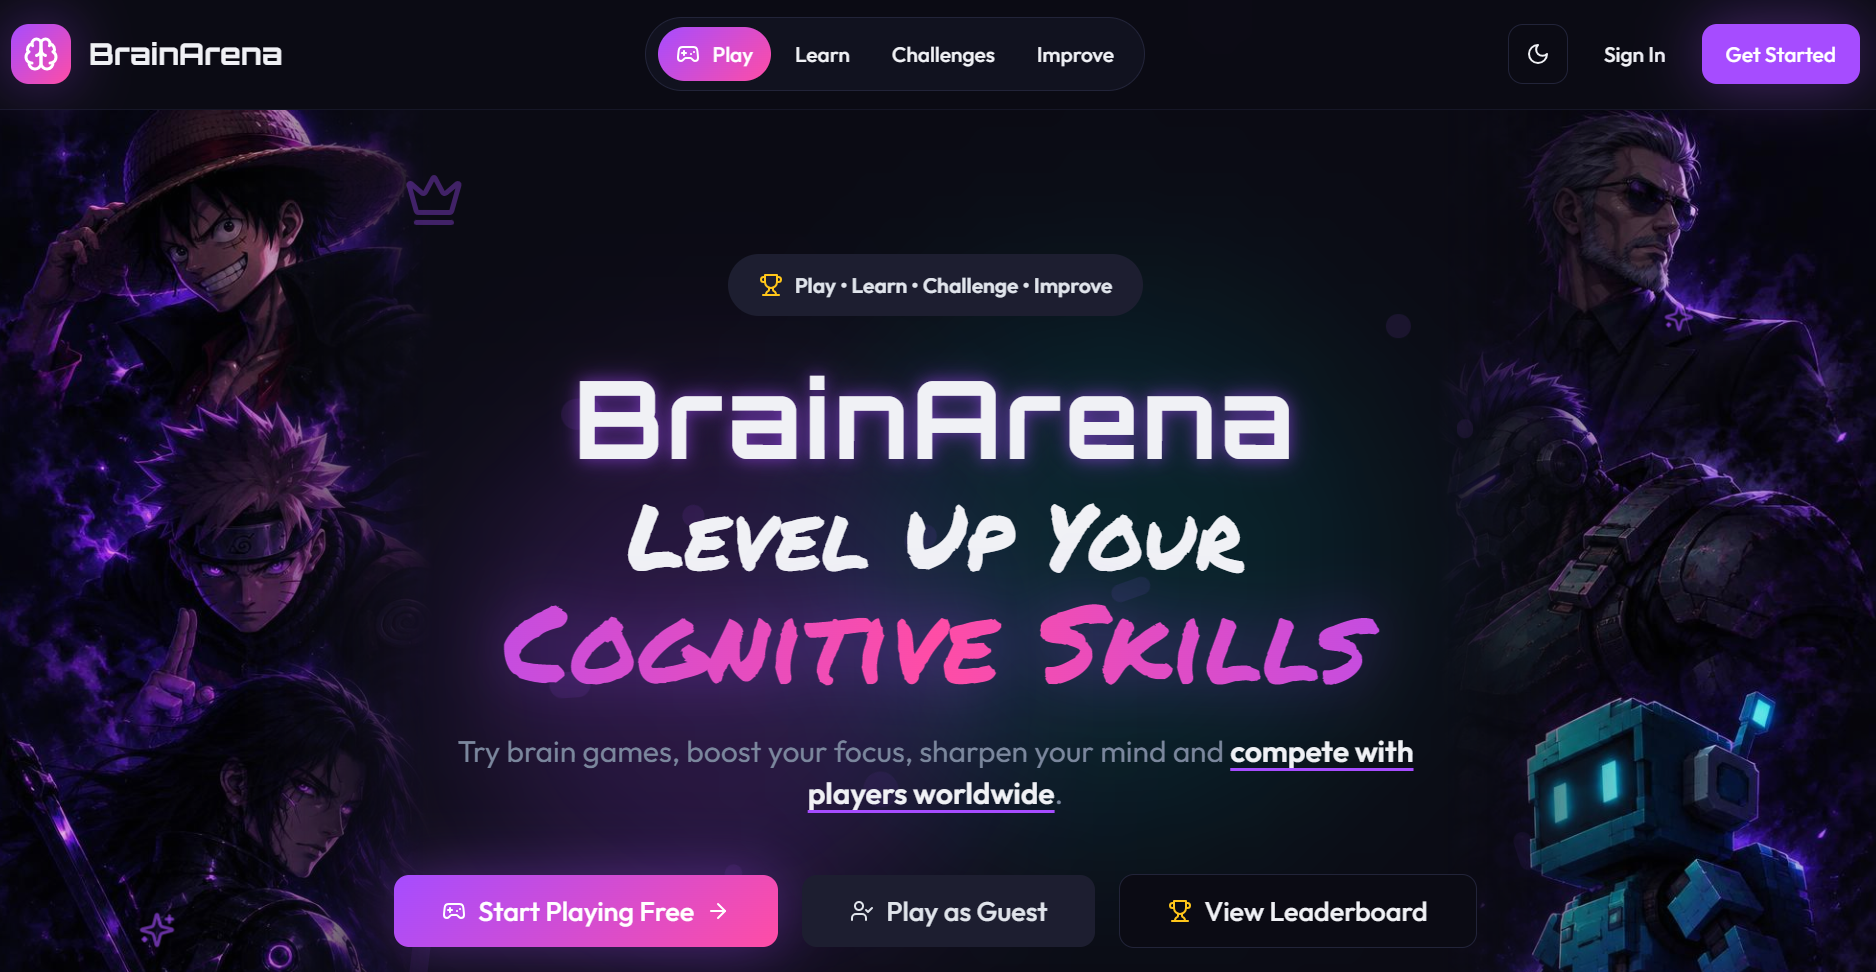 BrainArena
Play
Learn
Challenges
Improve
Sign In
Get Started
Play • Learn • Challenge • Improve
BrainArena
Level Up Your
Cognitive Skills
Try brain games, boost your focus, sharpen your mind and compete with
players worldwide.
Start Playing Free
Play as Guest
View Leaderboard